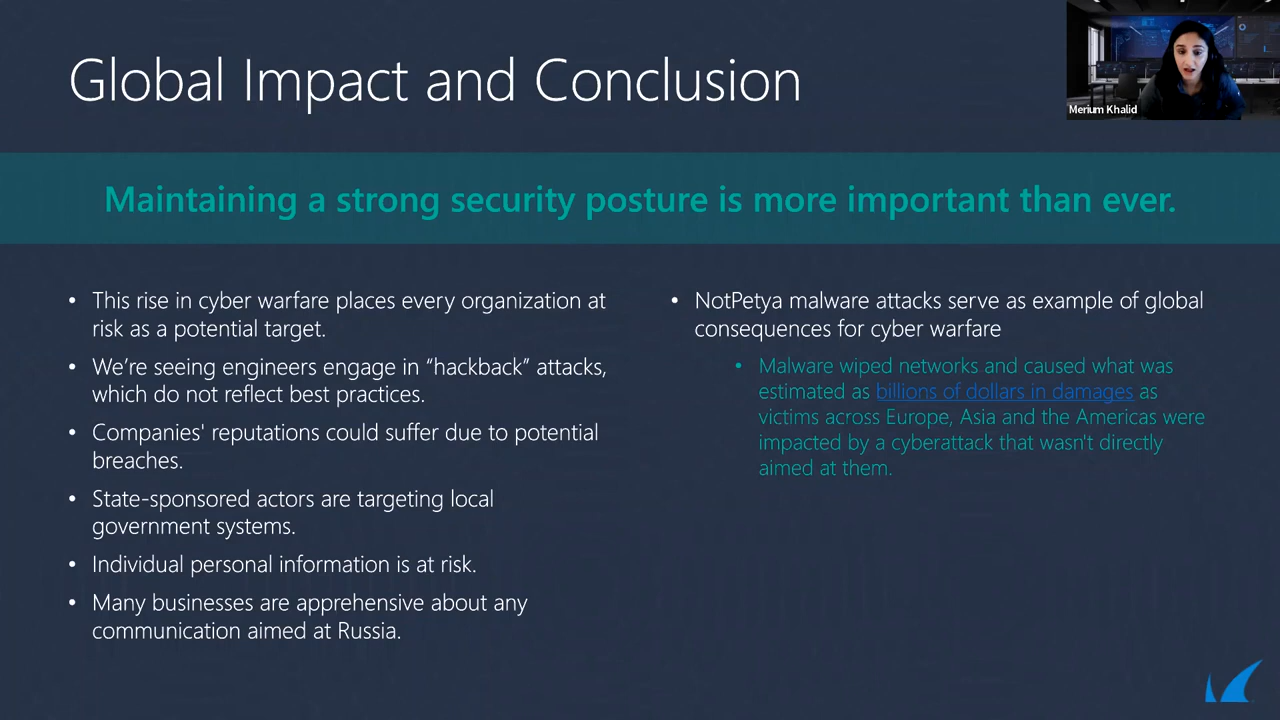 Global Impact and Conclusion
Merium Khalid
Maintaining a strong security posture is more important than ever.
• This rise in cyber warfare places every organization at
risk as a potential target.
• We’re seeing engineers engage in “hackback” attacks,
which do not reflect best practices.
• Companies' reputations could suffer due to potential
breaches.
• State-sponsored actors are targeting local
government systems.
• Individual personal information is at risk.
• Many businesses are apprehensive about any
communication aimed at Russia.
• NotPetya malware attacks serve as example of global
consequences for cyber warfare
• Malware wiped networks and caused what was
estimated as billions of dollars in damages as
victims across Europe, Asia and the Americas were
impacted by a cyberattack that wasn't directly
aimed at them.